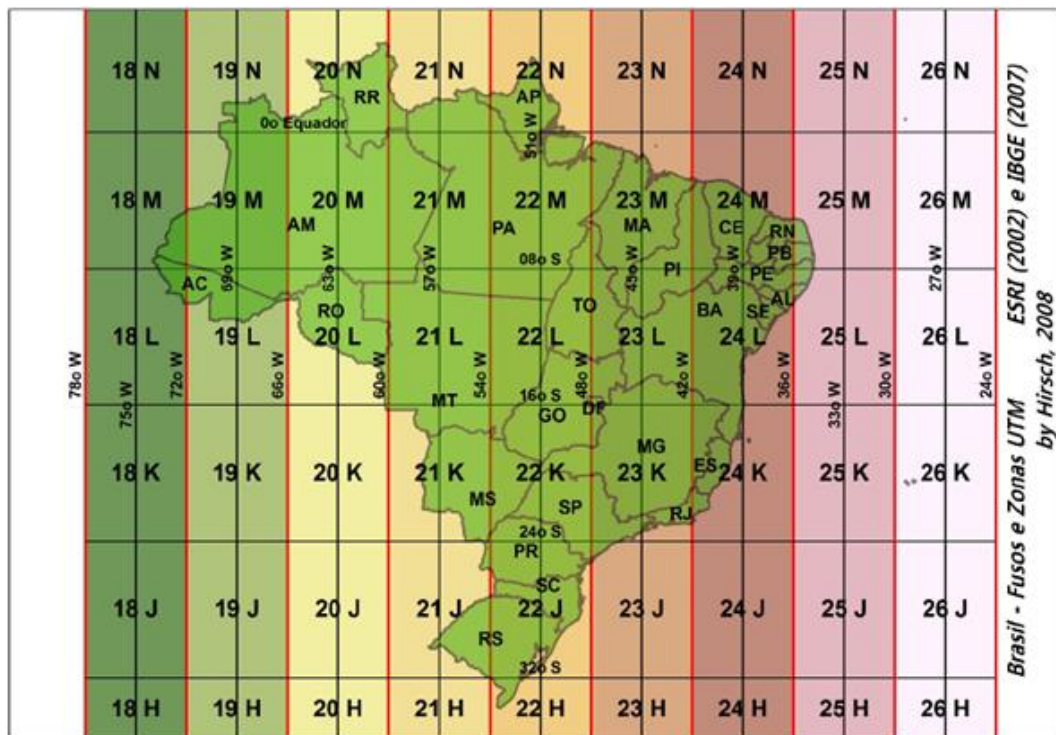 18 N 19 N 20 N 21 N 22 N 23 N 24 N 25 N 26 N
RR AP
0o Equador
51o W
18 M 19 M 20 M 21 M 22 M 23 M 24 M 25 M 26 M
AM PA MA CE RN
PB
08o S
PI PE
69o W 63o W 57o W 45o W 39o W 27o W
AC RO TO BA SE AL
18 L 19 L 20 L 21 L 22 L 23 L 24 L 25 L 26 L
78o W 72o W 66o W 60o W 54o W 48o W 42o W 36o W 30o W 24o W
75o W 33o W
16o S
MT GO DF
MG
ES
18 K 19 K 20 K 21 K 22 K 23 K 24 K 25 K 26 K
MS SP RJ
24o S
PR
SC
18 J 19 J 20 J 21 J 22 J 23 J 24 J 25 J 26 J
RS
32o S
18 H 19 H 20 H 21 H 22 H 23 H 24 H 25 H 26 H
Brasil - Fusos e Zonas UTM ESRI (2002) e IBGE (2007)
by Hirsch, 2008